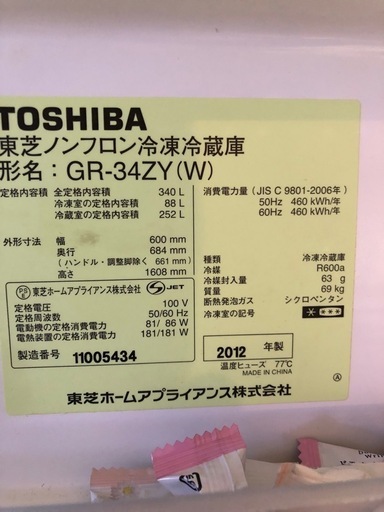 TOSHIBA
東芝ノンフロン冷凍冷蔵庫
形名：GR-34ZY(W)
定格内容積 全定格内容積 340 L
冷凍室の定格内容積 88 L
冷蔵室の定格内容積 252 L
外形寸法 幅 600 mm
奥行 684 mm
(ハンドル・調整脚除く 661 mm)
高さ 1608 mm
消費電力量 (JIS C 9801-2006年)
50Hz 460 kWh/年
60Hz 460 kWh/年
種類 冷凍冷蔵庫
冷媒 R600a
冷媒封入量 63 g
質量 69 kg
断熱発泡ガス シクロペンタン
冷凍室の記号 * ***
PS E 東芝ホームアプライアンス株式会社 S JET
定格電圧 100 V
定格周波数 50/60 Hz
電動機の定格消費電力 81/ 86 W
電熱装置の定格消費電力 181/181 W
製造番号 11005434
2012 年製
温度ヒューズ 77℃
MADE IN CHINA
東芝ホームアプライアンス株式会社
A